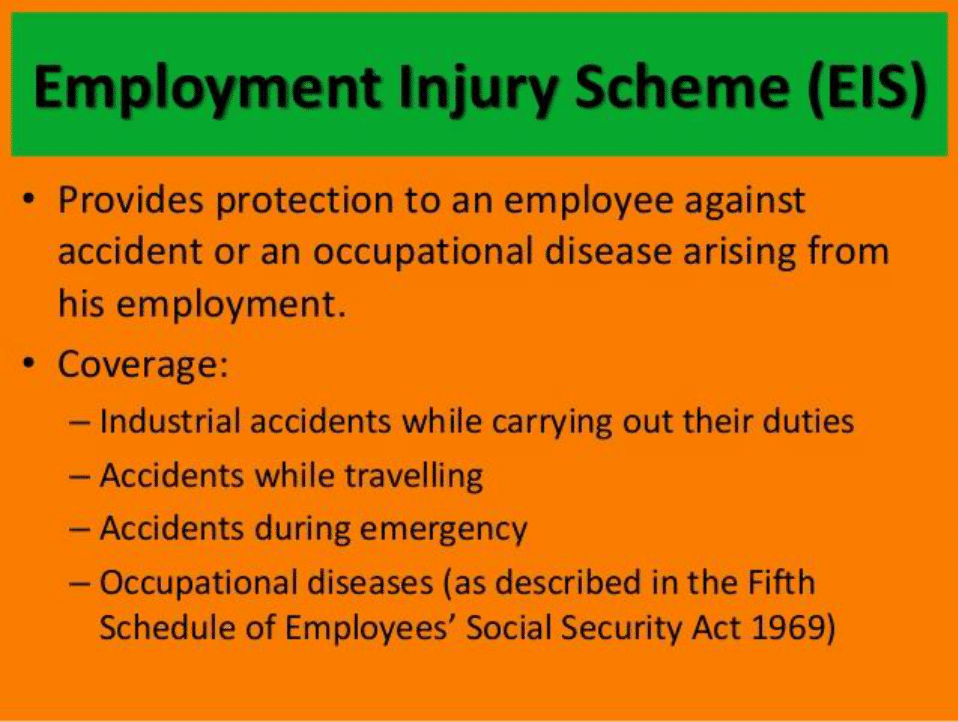 Employment Injury Scheme (EIS)
• Provides protection to an employee against
accident or an occupational disease arising from
his employment.
• Coverage:
– Industrial accidents while carrying out their duties
– Accidents while travelling
– Accidents during emergency
– Occupational diseases (as described in the Fifth
Schedule of Employees’ Social Security Act 1969)